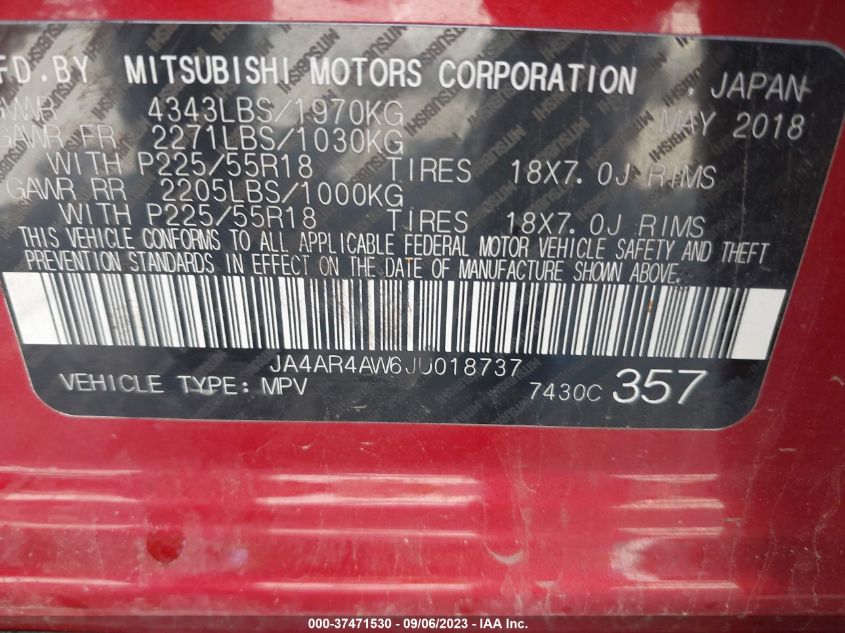 FD.BY MITSUBISHI MOTORS CORPORATION JAPAN
GVWR 4343LBS/1970KG MAY 2018
GAWR FR 2271LBS/1030KG
WITH P225/55R18 TIRES 18X7.0J RIMS
GAWR RR 2205LBS/1000KG
WITH P225/55R18 TIRES 18X7.0J RIMS
THIS VEHICLE CONFORMS TO ALL APPLICABLE FEDERAL MOTOR VEHICLE SAFETY AND THEFT
PREVENTION STANDARDS IN EFFECT ON THE DATE OF MANUFACTURE SHOWN ABOVE.
JA4AR4AW6JU018737
VEHICLE TYPE: MPV 7430C 357
000-37471530 - 09/06/2023 - IAA Inc.